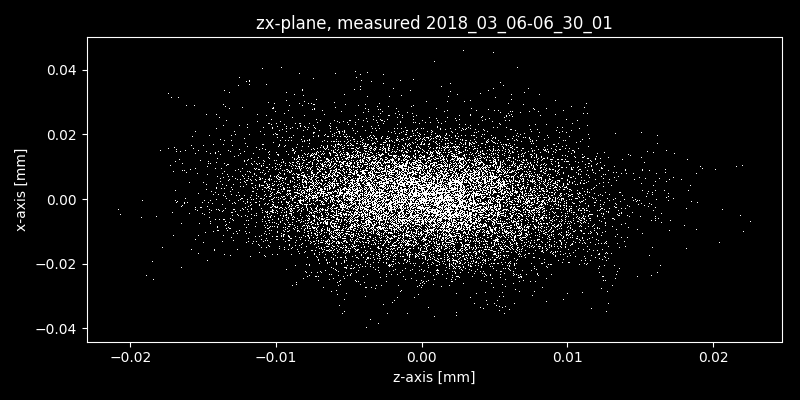 zx-plane, measured 2018_03_06-06_30_01
0.04
0.02
0.00
−0.02
−0.04
x-axis [mm]
−0.02 −0.01 0.00 0.01 0.02
z-axis [mm]